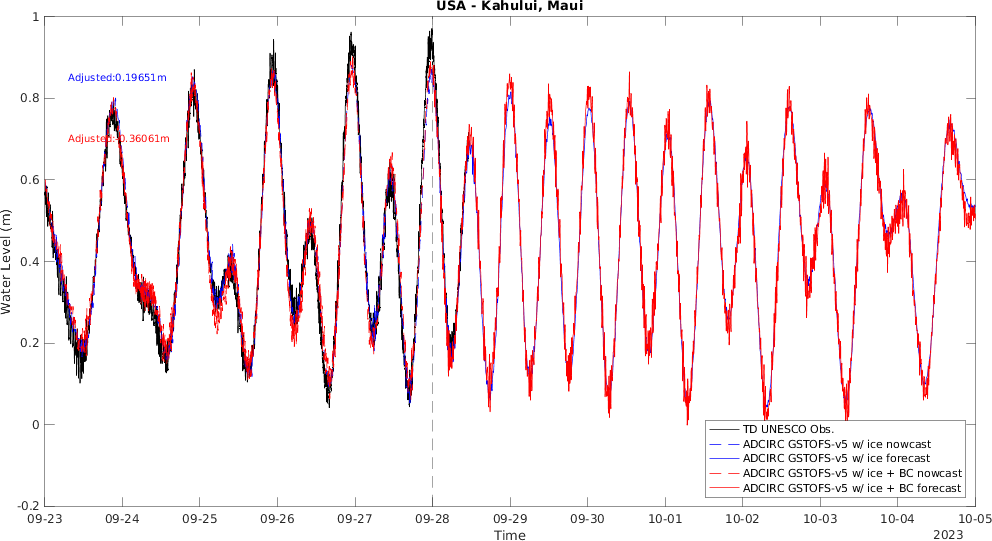 USA - Kahului, Maui
1
0.8
0.6
0.4
0.2
0
-0.2
Water Level (m)
Adjusted:0.19651m
Adjusted:-0.36061m
TD UNESCO Obs.
ADCIRC GSTOFS-v5 w/ ice nowcast
ADCIRC GSTOFS-v5 w/ ice forecast
ADCIRC GSTOFS-v5 w/ ice + BC nowcast
ADCIRC GSTOFS-v5 w/ ice + BC forecast
09-23 09-24 09-25 09-26 09-27 09-28 09-29 09-30 10-01 10-02 10-03 10-04 10-05
Time
2023